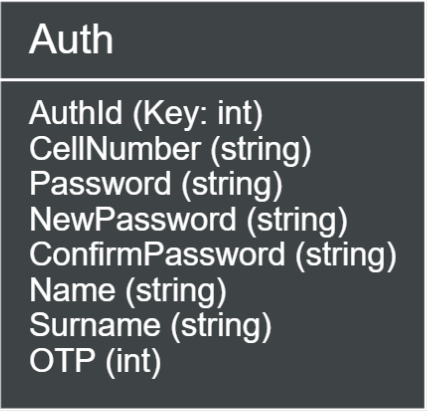 Auth
AuthId (Key: int)
CellNumber (string)
Password (string)
NewPassword (string)
ConfirmPassword (string)
Name (string)
Surname (string)
OTP (int)